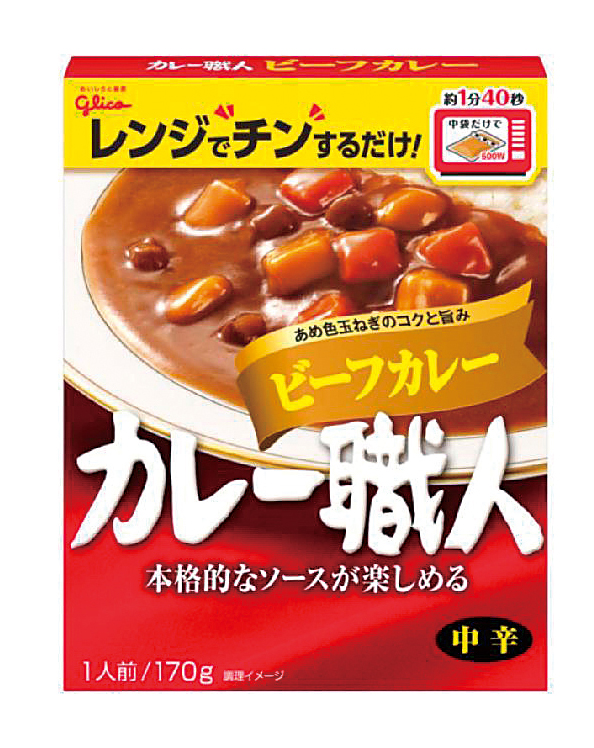 カレー職人 ビーフカレー
おいしさと健康
Glico
レンジでチンするだけ!
約1分40秒
中袋だけで
600W
あめ色玉ねぎのコクと旨み
ビーフカレー
カレー職人
本格的なソースが楽しめる
中辛
1人前/170g 調理イメージ